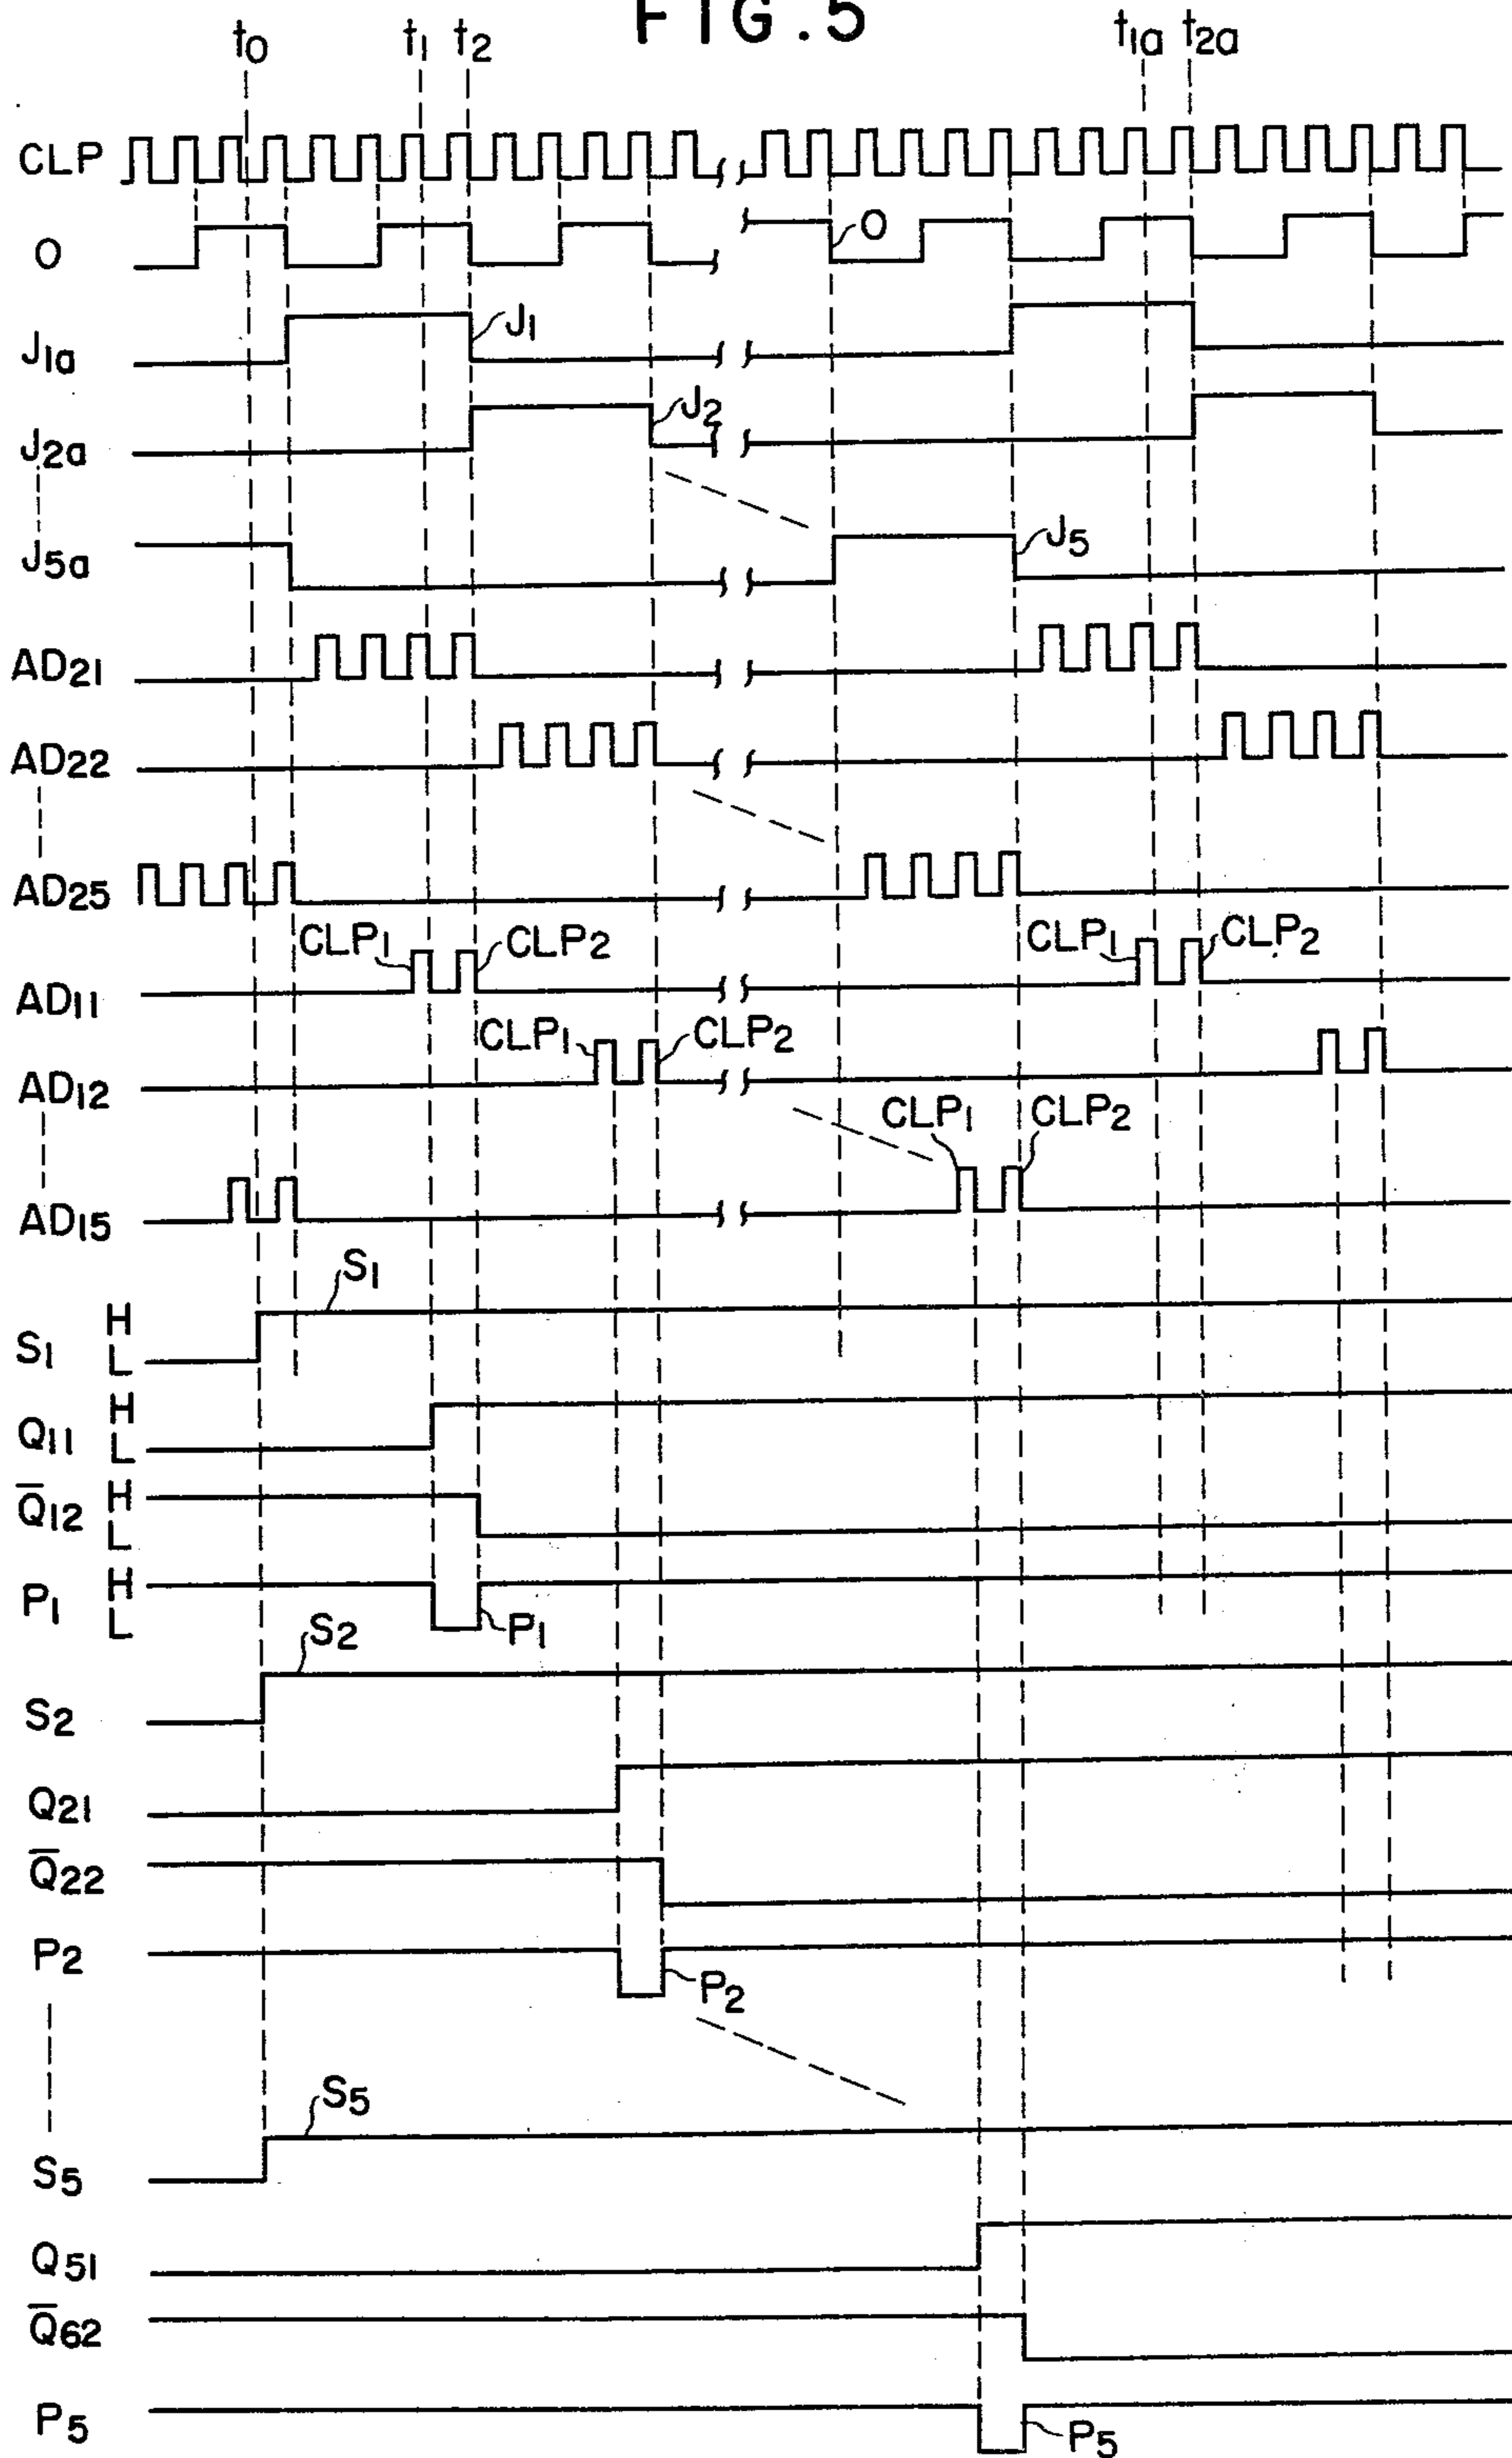 FIG.5
t0 t1 t2 t1a t2a
CLP
O O
J1a J1
J2a J2
J5a J5
AD21
AD22
AD25
CLP1 CLP2 CLP1 CLP2
AD11
CLP1 CLP2
AD12
CLP1 CLP2
AD15
S1
H
S1 L
H
Q11 L
Q̅12 H
L
P1 H
L P1
S2
S2
Q21
Q̅22
P2
P2
S5
S5
Q51
Q̅62
P5 P5